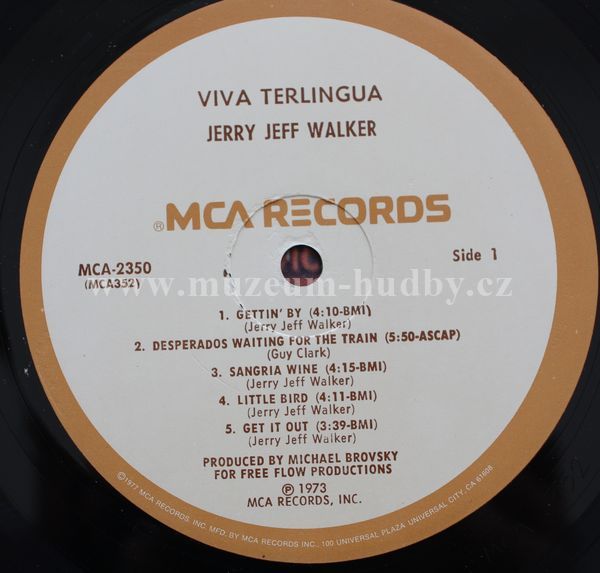 VIVA TERLINGUA
JERRY JEFF WALKER
® MCA RECORDS
MCA-2350
(MCA352)
Side 1
www.muzeum-hudby.cz
1. GETTIN' BY (4:10-BMI)
(Jerry Jeff Walker)
2. DESPERADOS WAITING FOR THE TRAIN (5:50-ASCAP)
(Guy Clark)
3. SANGRIA WINE (4:15-BMI)
(Jerry Jeff Walker)
4. LITTLE BIRD (4:11-BMI)
(Jerry Jeff Walker)
5. GET IT OUT (3:39-BMI)
(Jerry Jeff Walker)
PRODUCED BY MICHAEL BROVSKY
FOR FREE FLOW PRODUCTIONS
℗ 1973
MCA RECORDS, INC.
©1977 MCA RECORDS, INC. MFD. BY MCA RECORDS INC., 100 UNIVERSAL PLAZA UNIVERSAL CITY, CA 61608